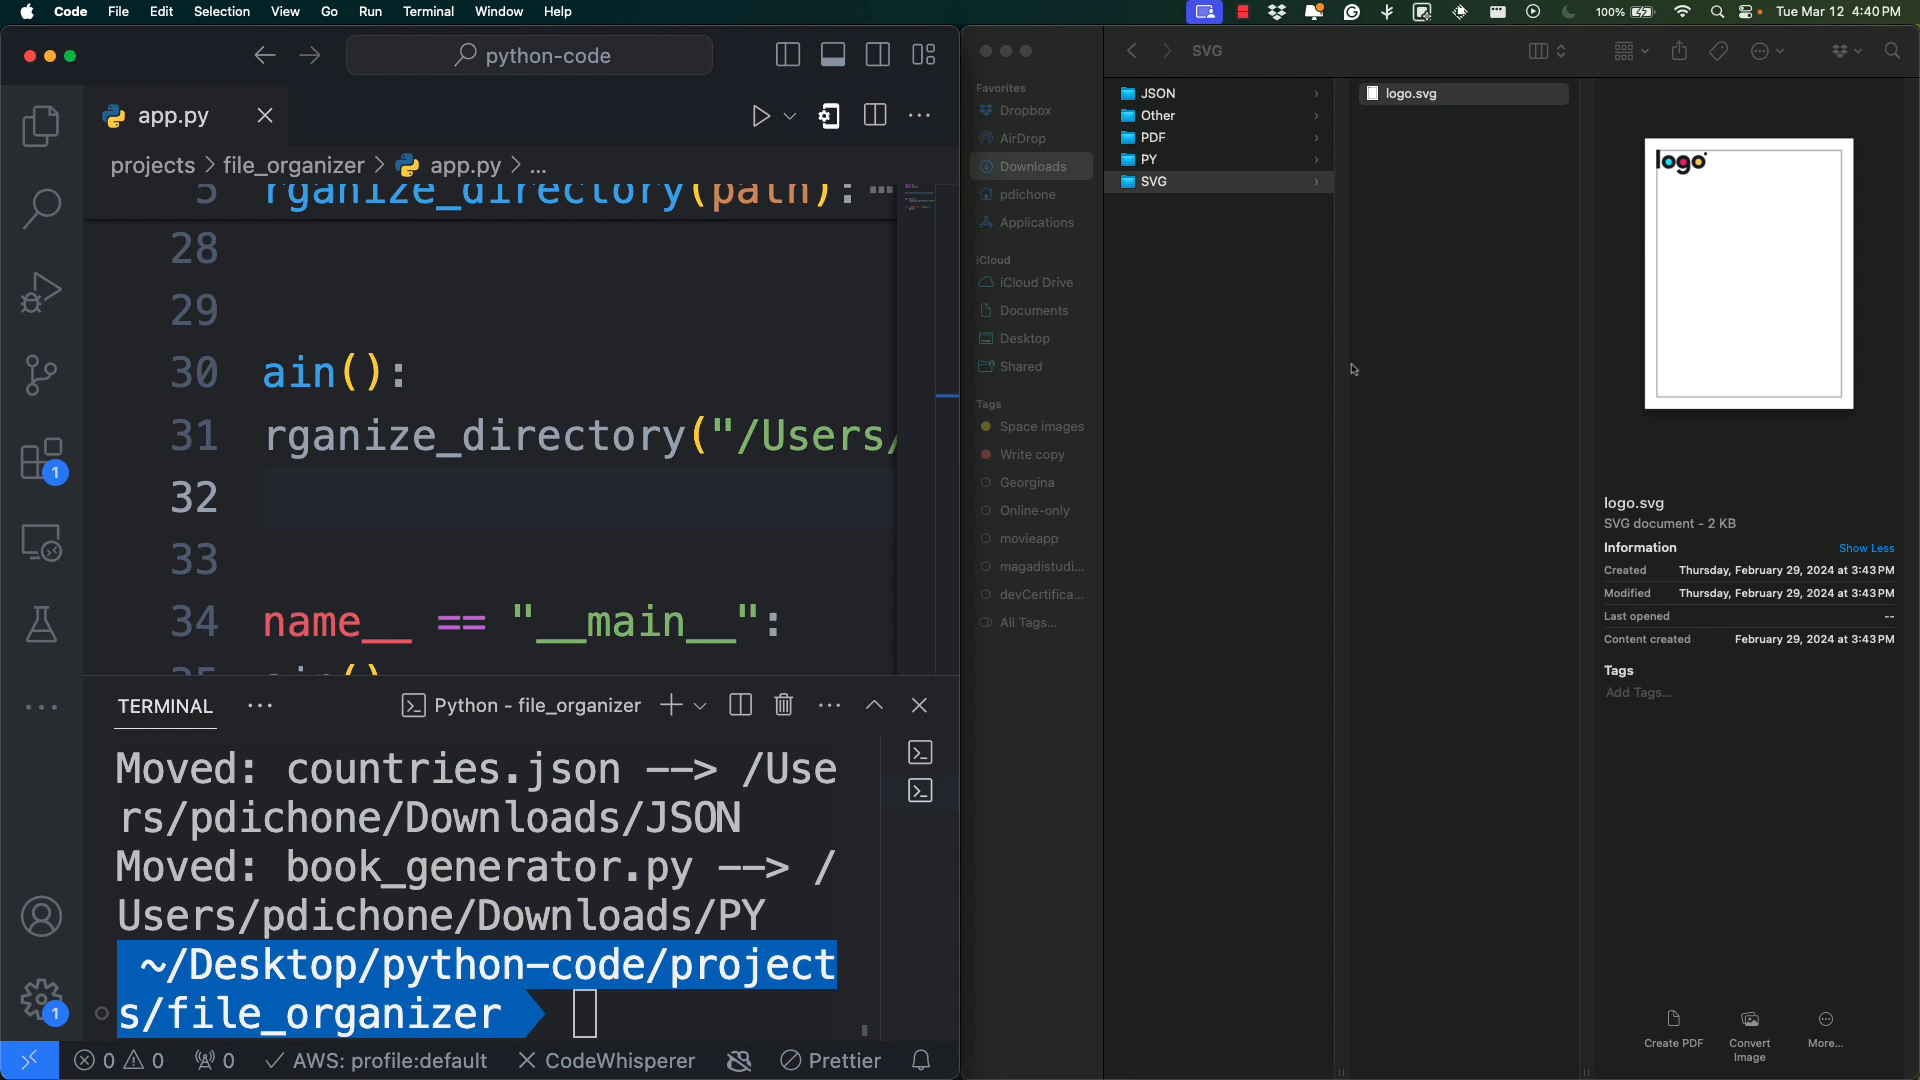 Code File Edit Selection View Go Run Terminal Window Help 100% Tue Mar 12 4:40 PM
python-code
app.py
projects > file_organizer > app.py > ...
5 rganize_directory(path): ...
28
29
30 ain():
31 rganize_directory("/Users/
32
33
34 name__ == "__main__":
35 ain()
TERMINAL ... Python - file_organizer
Moved: countries.json --> /Use
rs/pdichone/Downloads/JSON
Moved: book_generator.py --> /
Users/pdichone/Downloads/PY
~/Desktop/python-code/project
s/file_organizer
1
1
0 0 0 AWS: profile:default CodeWhisperer Prettier
SVG
Favorites
Dropbox
AirDrop
Downloads
pdichone
Applications
iCloud
iCloud Drive
Documents
Desktop
Shared
Tags
Space images
Write copy
Georgina
Online-only
movieapp
magadistudi...
devCertifica...
All Tags...
JSON
Other
PDF
PY
SVG
logo.svg
logo
logo.svg
SVG document - 2 KB
Information Show Less
Created Thursday, February 29, 2024 at 3:43 PM
Modified Thursday, February 29, 2024 at 3:43 PM
Last opened --
Content created February 29, 2024 at 3:43 PM
Tags
Add Tags...
Create PDF
Convert
Image
More...